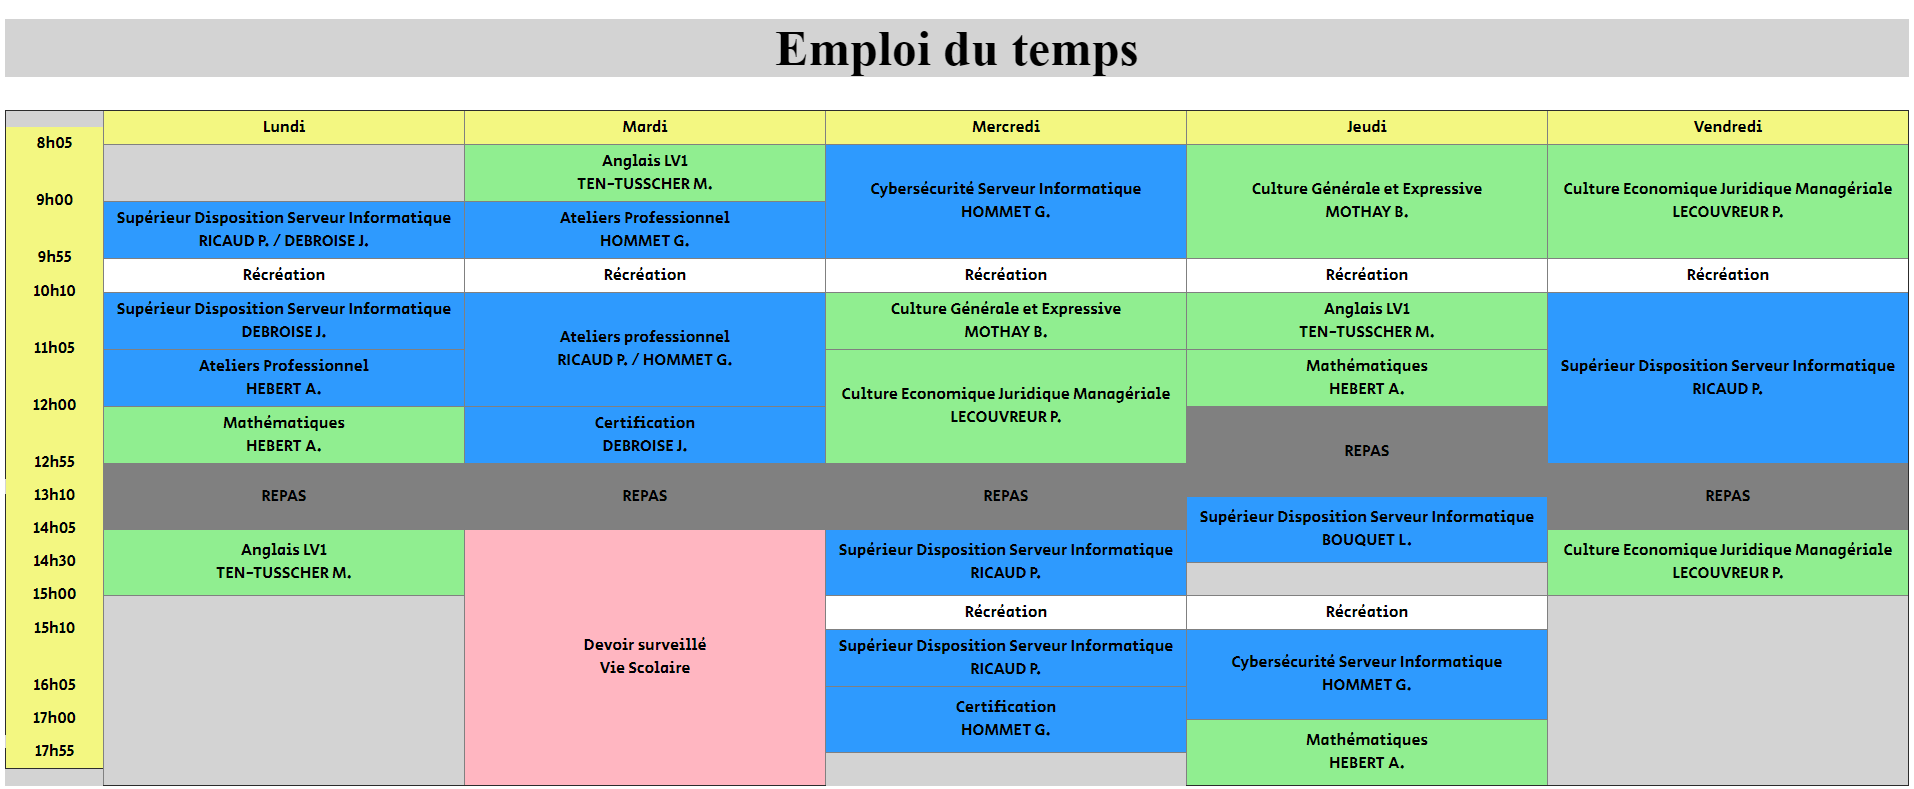 Emploi du temps
Lundi
Mardi
Mercredi
Jeudi
Vendredi
8h05
Anglais LV1
TEN-TUSSCHER M.
Cybersécurité Serveur Informatique
HOMMET G.
Culture Générale et Expressive
MOTHAY B.
Culture Economique Juridique Managériale
LECOUVREUR P.
9h00
Supérieur Disposition Serveur Informatique
RICAUD P. / DEBROISE J.
Ateliers Professionnel
HOMMET G.
9h55
Récréation
Récréation
Récréation
Récréation
Récréation
10h10
Supérieur Disposition Serveur Informatique
DEBROISE J.
Ateliers professionnel
RICAUD P. / HOMMET G.
Culture Générale et Expressive
MOTHAY B.
Anglais LV1
TEN-TUSSCHER M.
Supérieur Disposition Serveur Informatique
RICAUD P.
11h05
Ateliers Professionnel
HEBERT A.
Culture Economique Juridique Managériale
LECOUVREUR P.
Mathématiques
HEBERT A.
12h00
Mathématiques
HEBERT A.
Certification
DEBROISE J.
REPAS
12h55
REPAS
REPAS
REPAS
REPAS
13h10
Supérieur Disposition Serveur Informatique
BOUQUET L.
14h05
Anglais LV1
TEN-TUSSCHER M.
Devoir surveillé
Vie Scolaire
Supérieur Disposition Serveur Informatique
RICAUD P.
Culture Economique Juridique Managériale
LECOUVREUR P.
14h30
15h00
Récréation
Récréation
15h10
Supérieur Disposition Serveur Informatique
RICAUD P.
Cybersécurité Serveur Informatique
HOMMET G.
16h05
Certification
HOMMET G.
17h00
Mathématiques
HEBERT A.
17h55